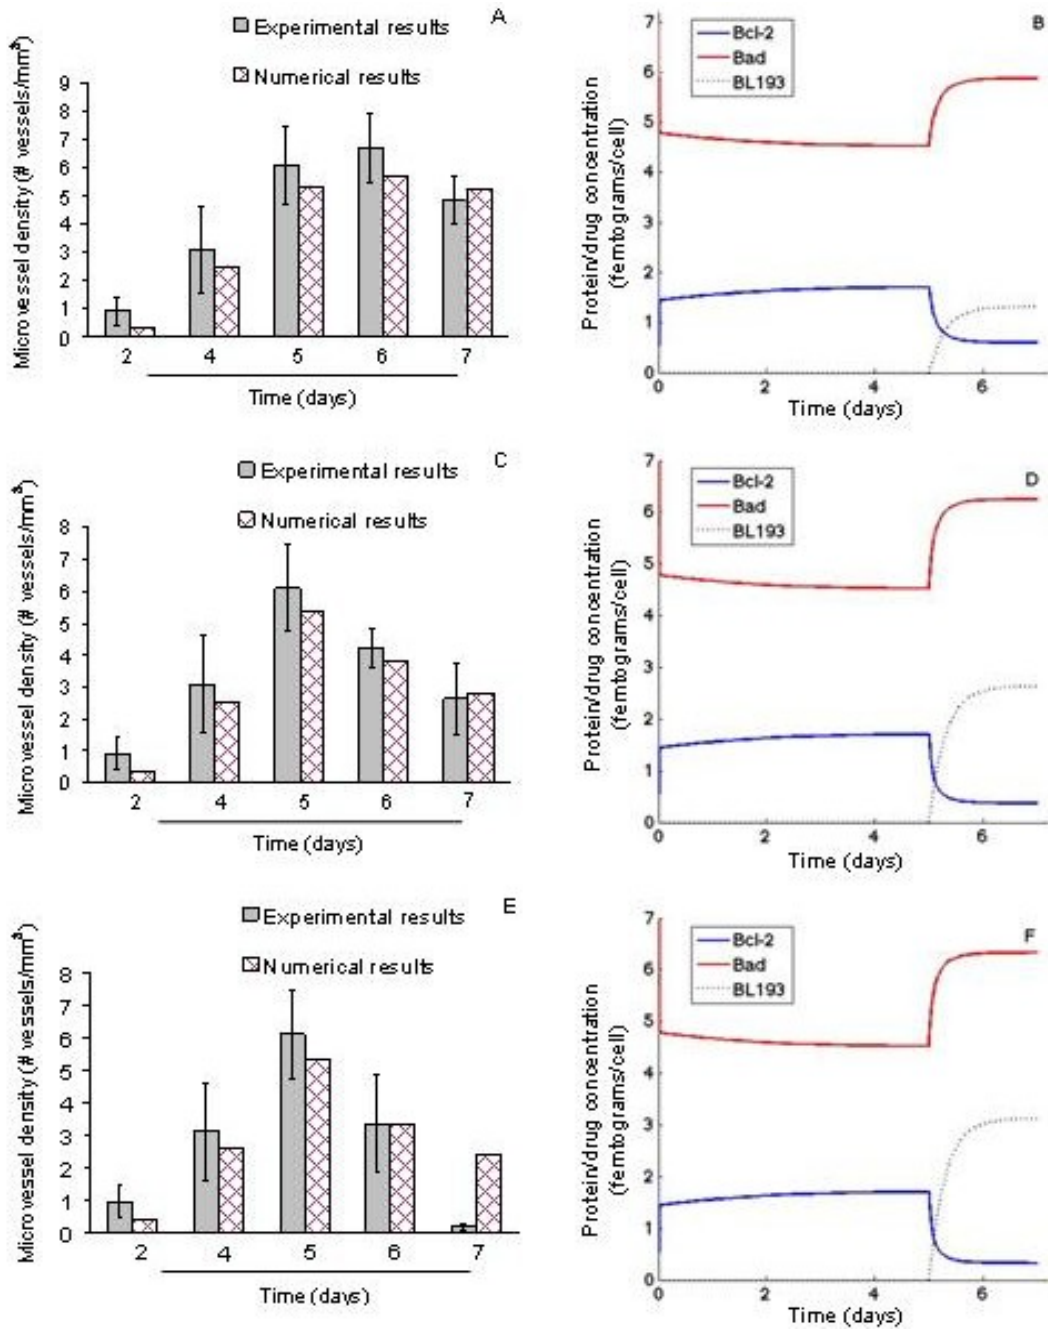 A
Experimental results
Numerical results
Microvessel density (# vessels/mm³)
9
8
7
6
5
4
3
2
1
0
2 4 5 6 7
Time (days)
B
Bcl-2
Bad
BL193
Protein/drug concentration
(femtograms/cell)
7
6
5
4
3
2
1
0
0 2 4 6
Time (days)
C
Experimental results
Numerical results
Microvessel density (# vessels/mm³)
8
7
6
5
4
3
2
1
0
2 4 5 6 7
Time (days)
D
Bcl-2
Bad
BL193
Protein/drug concentration
(femtograms/cell)
7
6
5
4
3
2
1
0
0 2 4 6
Time (days)
E
Experimental results
Numerical results
Microvessel density (# vessels/mm³)
8
7
6
5
4
3
2
1
0
2 4 5 6 7
Time (days)
F
Bcl-2
Bad
BL193
Protein/drug concentration
(femtograms/cell)
7
6
5
4
3
2
1
0
0 2 4 6
Time (days)